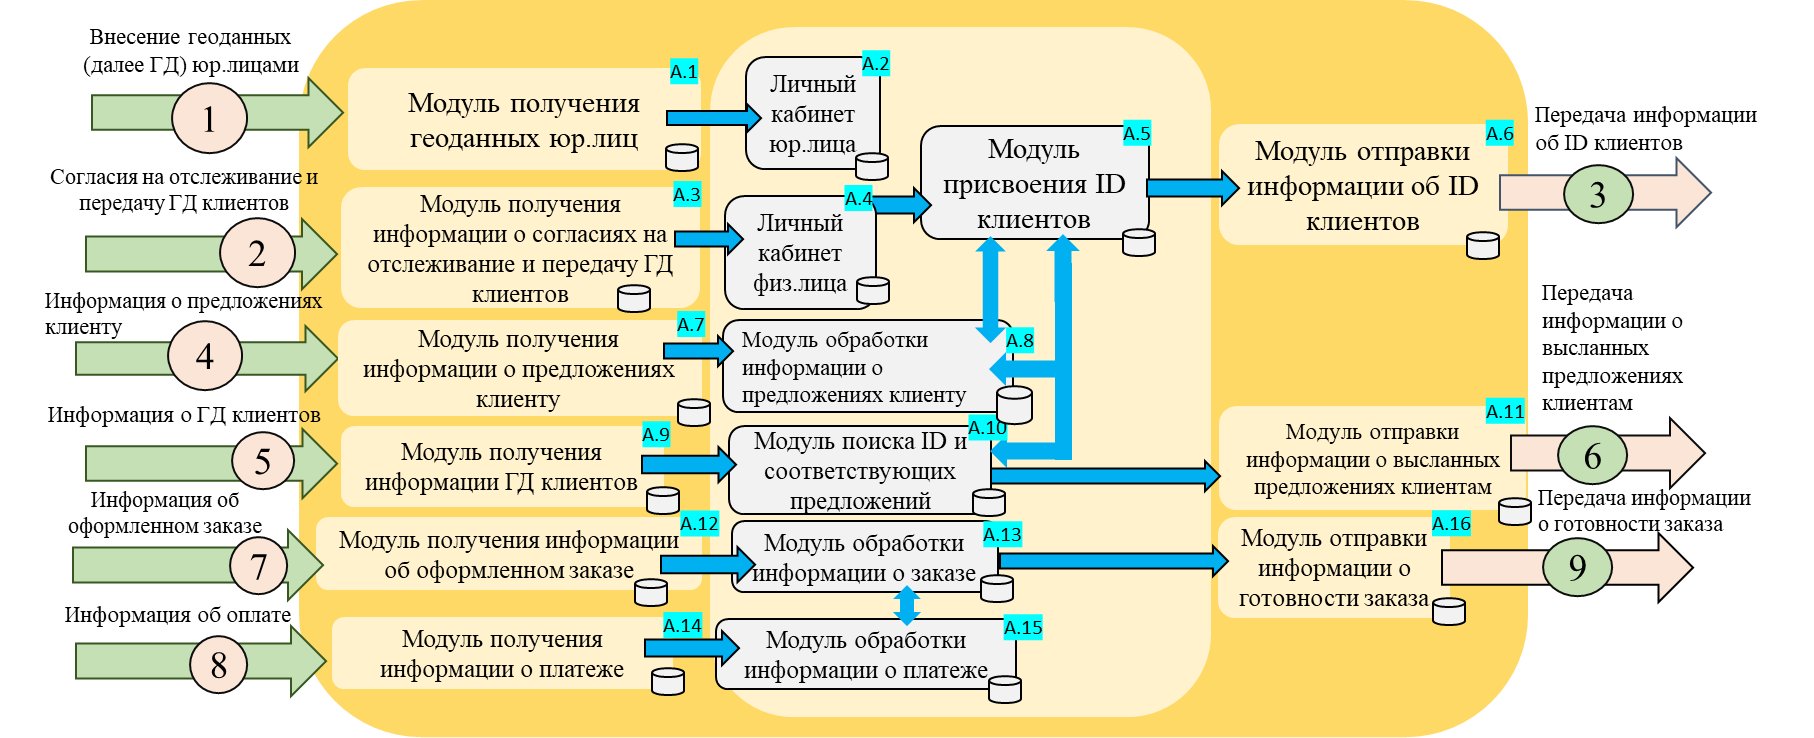 Внесение геоданных
(далее ГД) юр.лицами
1
А.1
Модуль получения
геоданных юр.лиц
А.2
Личный
кабинет
юр.лица
Согласия на отслеживание и
передачу ГД клиентов
2
А.3
Модуль получения
информации о согласиях на
отслеживание и передачу ГД
клиентов
А.4
Личный
кабинет
физ.лица
А.5
Модуль
присвоения ID
клиентов
А.6
Модуль отправки
информации об ID
клиентов
Передача информации
об ID клиентов
3
Информация о предложениях
клиенту
4
А.7
Модуль получения
информации о предложениях
клиенту
А.8
Модуль обработки
информации о
предложениях клиенту
Информация о ГД клиентов
5
А.9
Модуль получения
информации ГД клиентов
А.10
Модуль поиска ID и
соответствующих
предложений
А.11
Модуль отправки
информации о высланных
предложениях клиентам
Передача
информации о
высланных
предложениях
клиентам
6
Информация об
оформленном заказе
7
А.12
Модуль получения информации
об оформленном заказе
А.13
Модуль обработки
информации о заказе
А.16
Модуль отправки
информации о
готовности заказа
Передача информации
о готовности заказа
9
Информация об оплате
8
А.14
Модуль получения
информации о платеже
А.15
Модуль обработки
информации о платеже